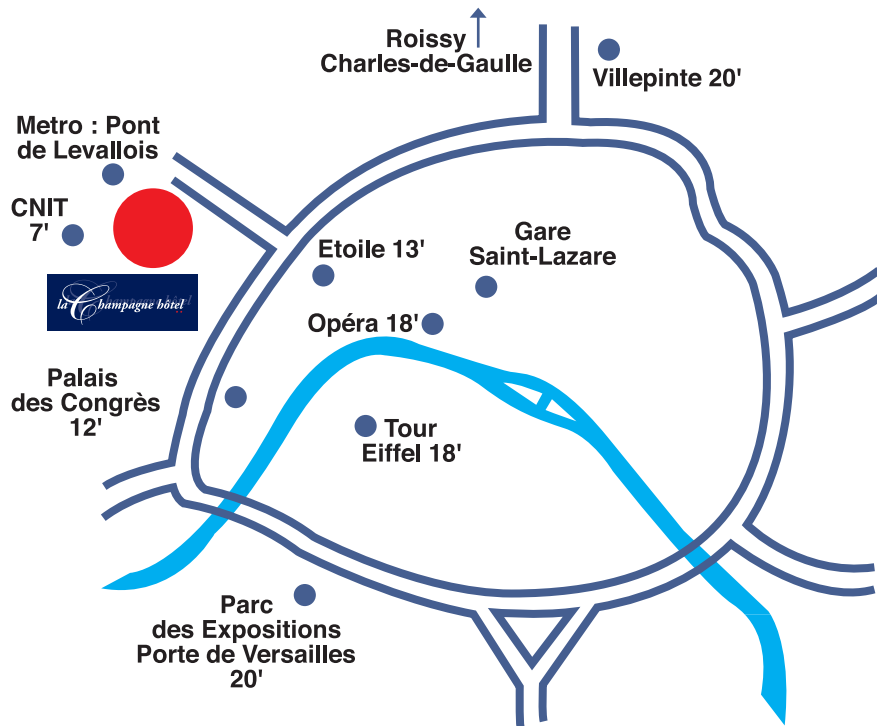 Roissy
Charles-de-Gaulle
Villepinte 20'
Metro : Pont
de Levallois
CNIT
7'
Gare
Saint-Lazare
Etoile 13'
la Champagne hôtel
Opéra 18'
Palais
des Congrès
12'
Tour
Eiffel 18'
Parc
des Expositions
Porte de Versailles
20'